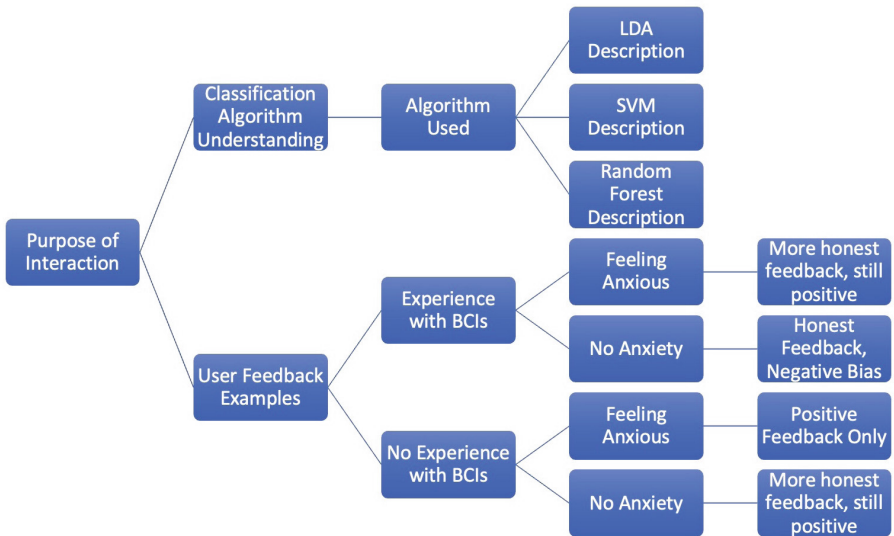 Purpose of
Interaction
Classification
Algorithm
Understanding
Algorithm
Used
LDA
Description
SVM
Description
Random
Forest
Description
User Feedback
Examples
Experience
with BCIs
Feeling
Anxious
More honest
feedback, still
positive
No Anxiety
Honest
Feedback,
Negative Bias
No Experience
with BCIs
Feeling
Anxious
Positive
Feedback Only
No Anxiety
More honest
feedback, still
positive